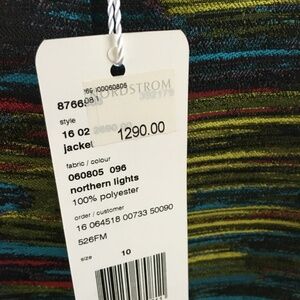 NORDSTROM
style
16 02
1290.00
jacket
fabric / colour
060805 096
northern lights
100% polyester
order / customer
16 064518 00733 50090
526FM
size
10